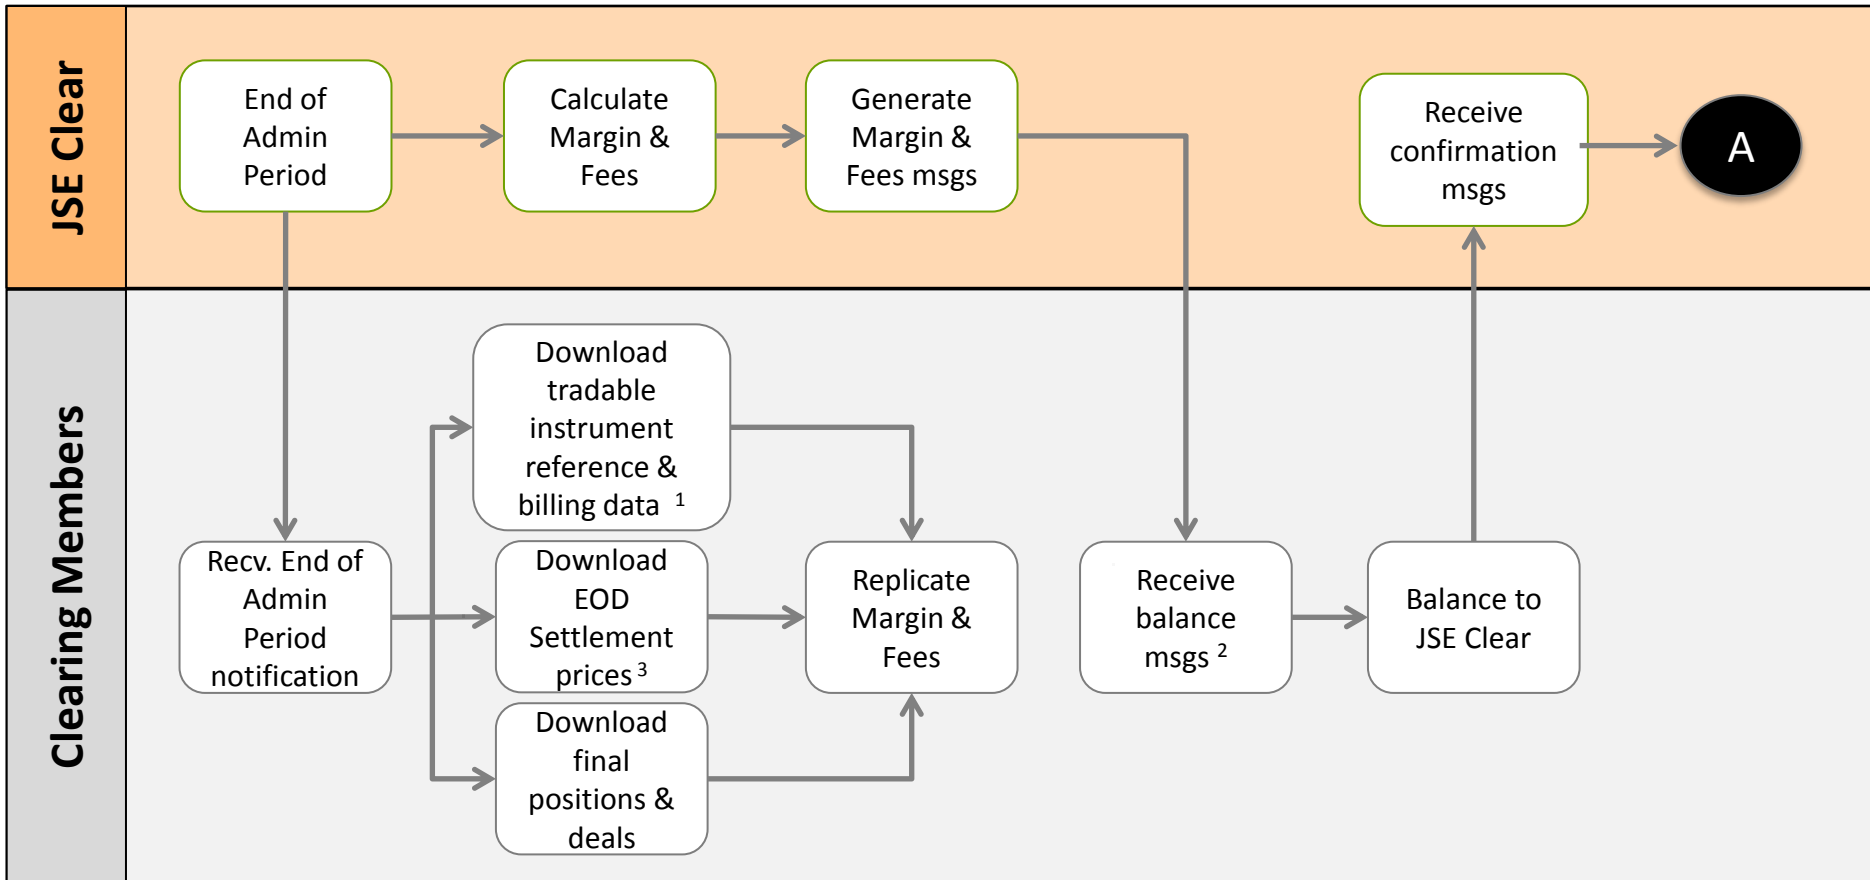 JSE Clear
End of
Admin
Period
Calculate
Margin &
Fees
Generate
Margin &
Fees msgs
Receive
confirmation
msgs
A
Clearing Members
Recv. End of
Admin
Period
notification
Download
tradable
instrument
reference &
billing data 1
Download
EOD
Settlement
prices 3
Download
final
positions &
deals
Replicate
Margin &
Fees
Receive
balance
msgs 2
Balance to
JSE Clear